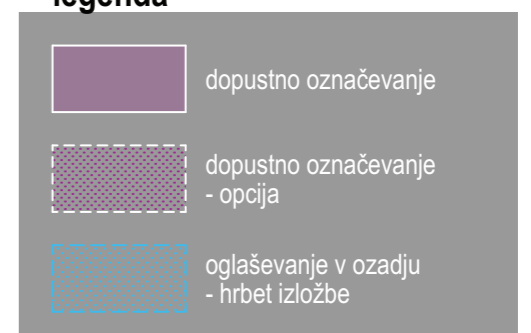 legenda
dopustno označevanje
dopustno označevanje
- opcija
oglaševanje v ozadju
- hrbet izložbe